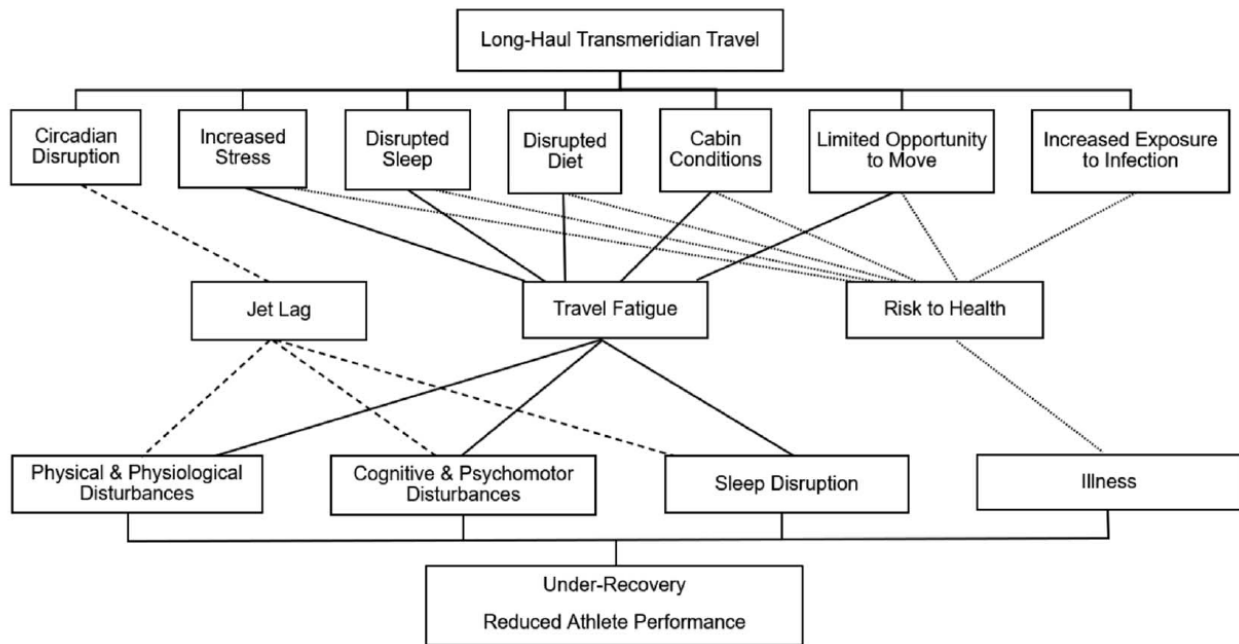 Long-Haul Transmeridian Travel
Circadian
Disruption
Increased
Stress
Disrupted
Sleep
Disrupted
Diet
Cabin
Conditions
Limited Opportunity
to Move
Increased Exposure
to Infection
Jet Lag
Travel Fatigue
Risk to Health
Physical & Physiological
Disturbances
Cognitive & Psychomotor
Disturbances
Sleep Disruption
Illness
Under-Recovery
Reduced Athlete Performance